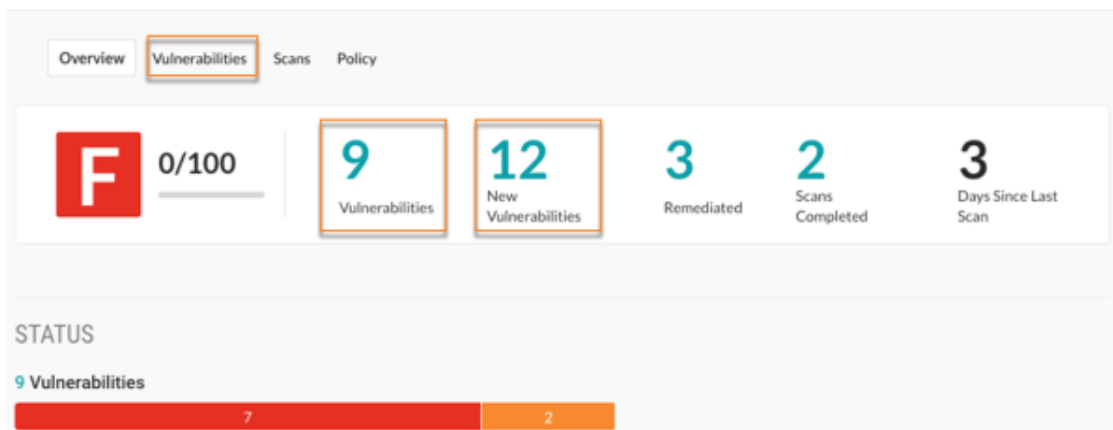 Overview Vulnerabilities Scans Policy
F 0/100
9
Vulnerabilities
12
New
Vulnerabilities
3
Remediated
2
Scans
Completed
3
Days Since Last
Scan
STATUS
9 Vulnerabilities
7 2